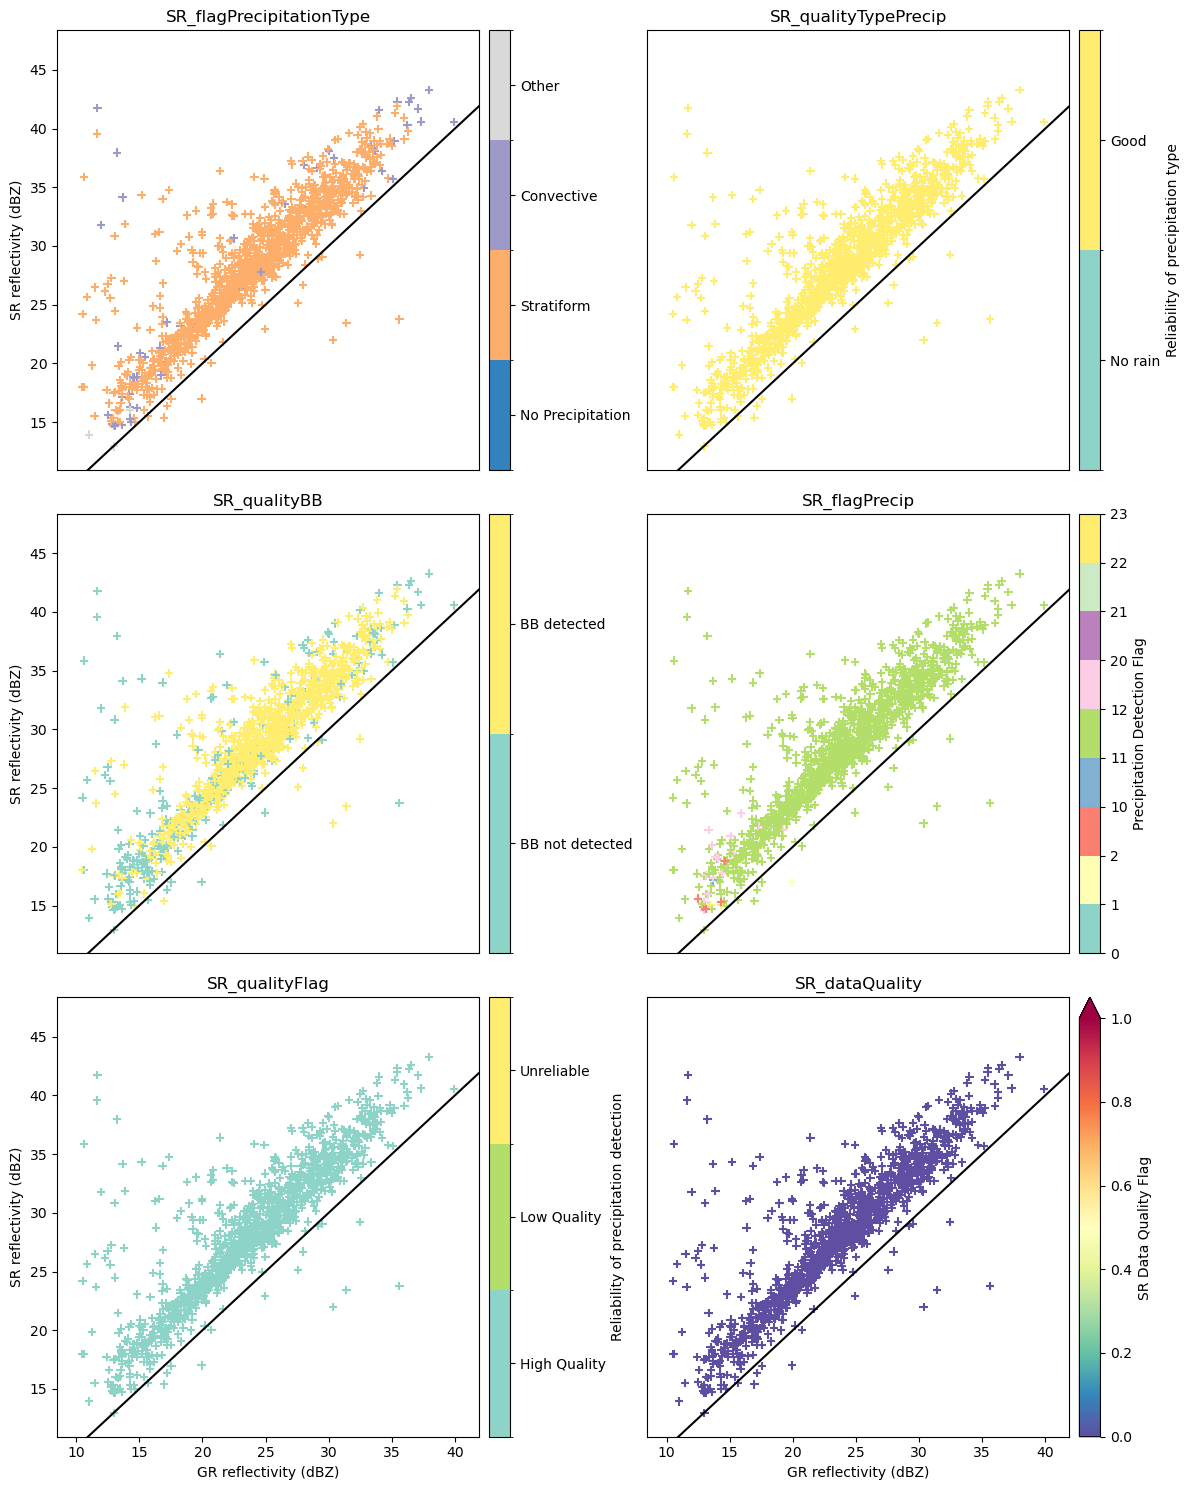 SR_flagPrecipitationType
45
40
35
30
25
20
15
SR reflectivity (dBZ)
Other
Convective
Stratiform
No Precipitation
SR_qualityTypePrecip
Good
No rain
Reliability of precipitation type
SR_qualityBB
45
40
35
30
25
20
15
SR reflectivity (dBZ)
BB detected
BB not detected
SR_flagPrecip
23
22
21
20
12
11
10
2
1
0
Precipitation Detection Flag
SR_qualityFlag
45
40
35
30
25
20
15
SR reflectivity (dBZ)
10 15 20 25 30 35 40
GR reflectivity (dBZ)
Unreliable
Low Quality
High Quality
Reliability of precipitation detection
SR_dataQuality
10 15 20 25 30 35 40
GR reflectivity (dBZ)
1.0
0.8
0.6
0.4
0.2
0.0
SR Data Quality Flag